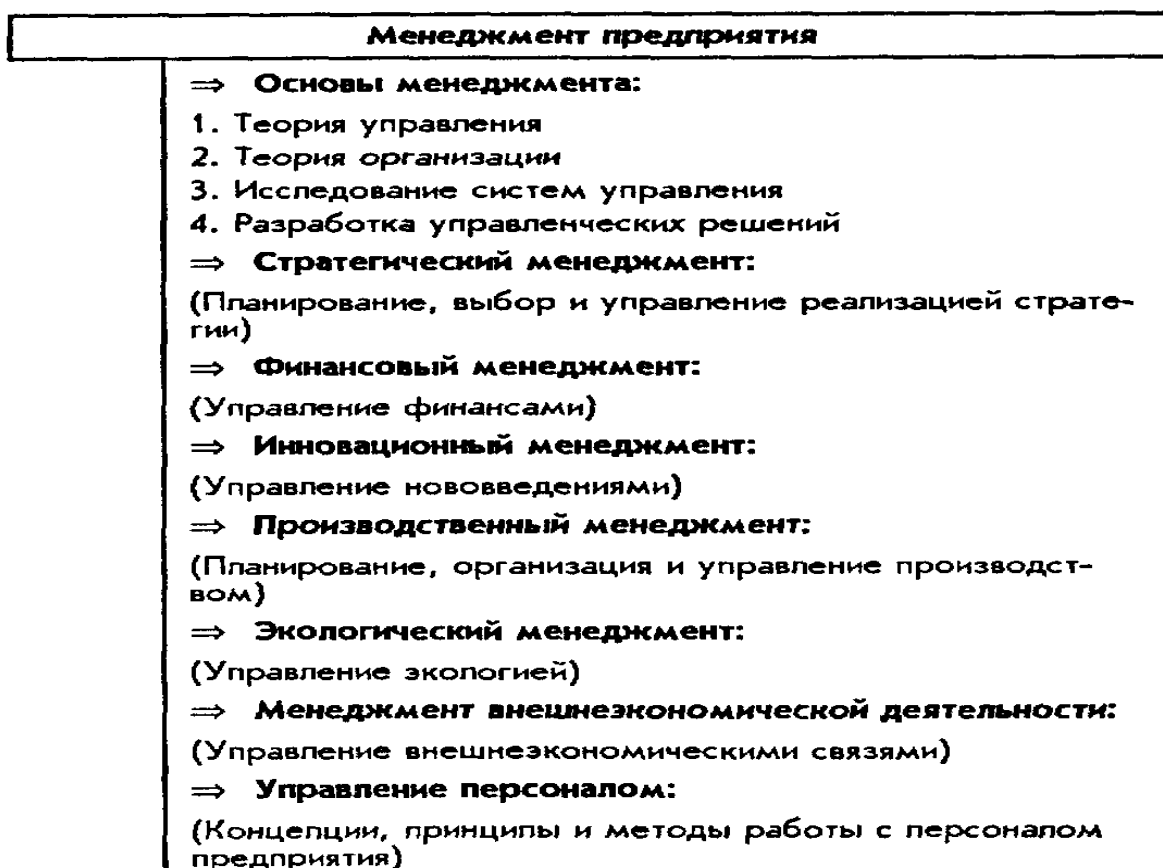 Менеджмент предприятия
⇒ Основы менеджмента:
1. Теория управления
2. Теория организации
3. Исследование систем управления
4. Разработка управленческих решений
⇒ Стратегический менеджмент:
(Планирование, выбор и управление реализацией страте-
гии)
⇒ Финансовый менеджмент:
(Управление финансами)
⇒ Инновационный менеджмент:
(Управление нововведениями)
⇒ Производственный менеджмент:
(Планирование, организация и управление производст-
вом)
⇒ Экологический менеджмент:
(Управление экологией)
⇒ Менеджмент внешнеэкономической деятельности:
(Управление внешнеэкономическими связями)
⇒ Управление персоналом:
(Концепции, принципы и методы работы с персоналом
предприятия)